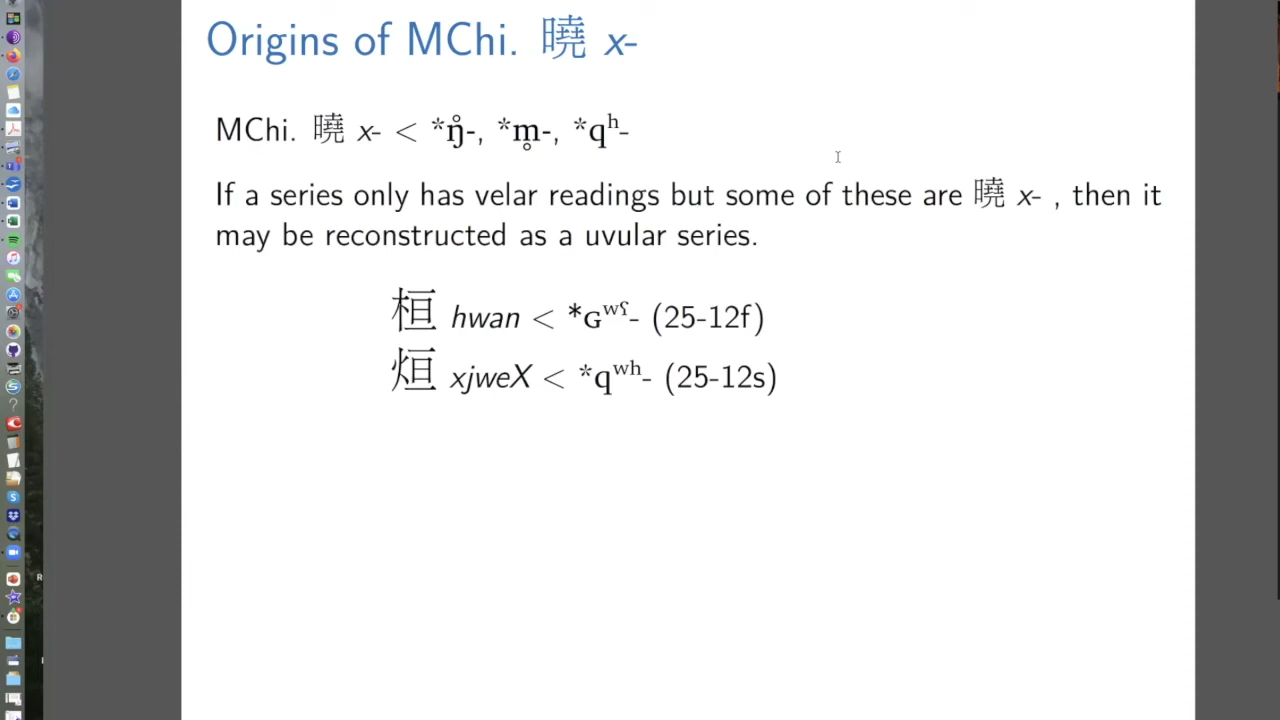 Origins of MChi. 曉 x-
MChi. 曉 x- < *ŋ̊-, *m̥-, *qʰ-
If a series only has velar readings but some of these are 曉 x- , then it
may be reconstructed as a uvular series.
桓 hwan < *ɢʷˤ- (25-12f)
烜 xjweX < *qʷʰ- (25-12s)